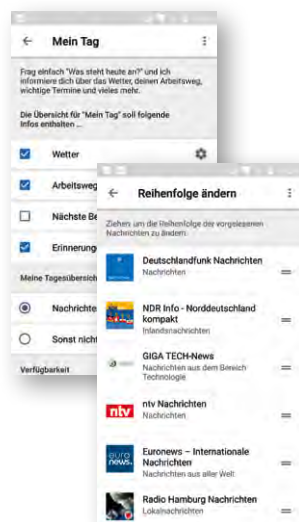 Mein Tag
Frag einfach "Was steht heute an?" und ich
informiere dich über das Wetter, deinen Arbeitsweg,
wichtige Termine und vieles mehr.
Die Übersicht für "Mein Tag" soll folgende
Infos enthalten ...
Wetter
Arbeitsweg
Nächste Be
Erinnerung
Meine Tagesübersich
Nachrichte
Sonst nicht
Verfügbarkeit
Reihenfolge ändern
Ziehen, um die Reihenfolge der vorgelesenen
Nachrichten zu ändern
Deutschlandfunk Nachrichten
Nachrichten
NDR Info - Norddeutschland
kompakt
Inlandsnachrichten
GIGA TECH-News
Nachrichten aus dem Bereich
Technologie
ntv
ntv Nachrichten
Nachrichten
euro
news.
Euronews – Internationale
Nachrichten
Nachrichten aus aller Welt
Radio Hamburg Nachrichten
Lokalnachrichten